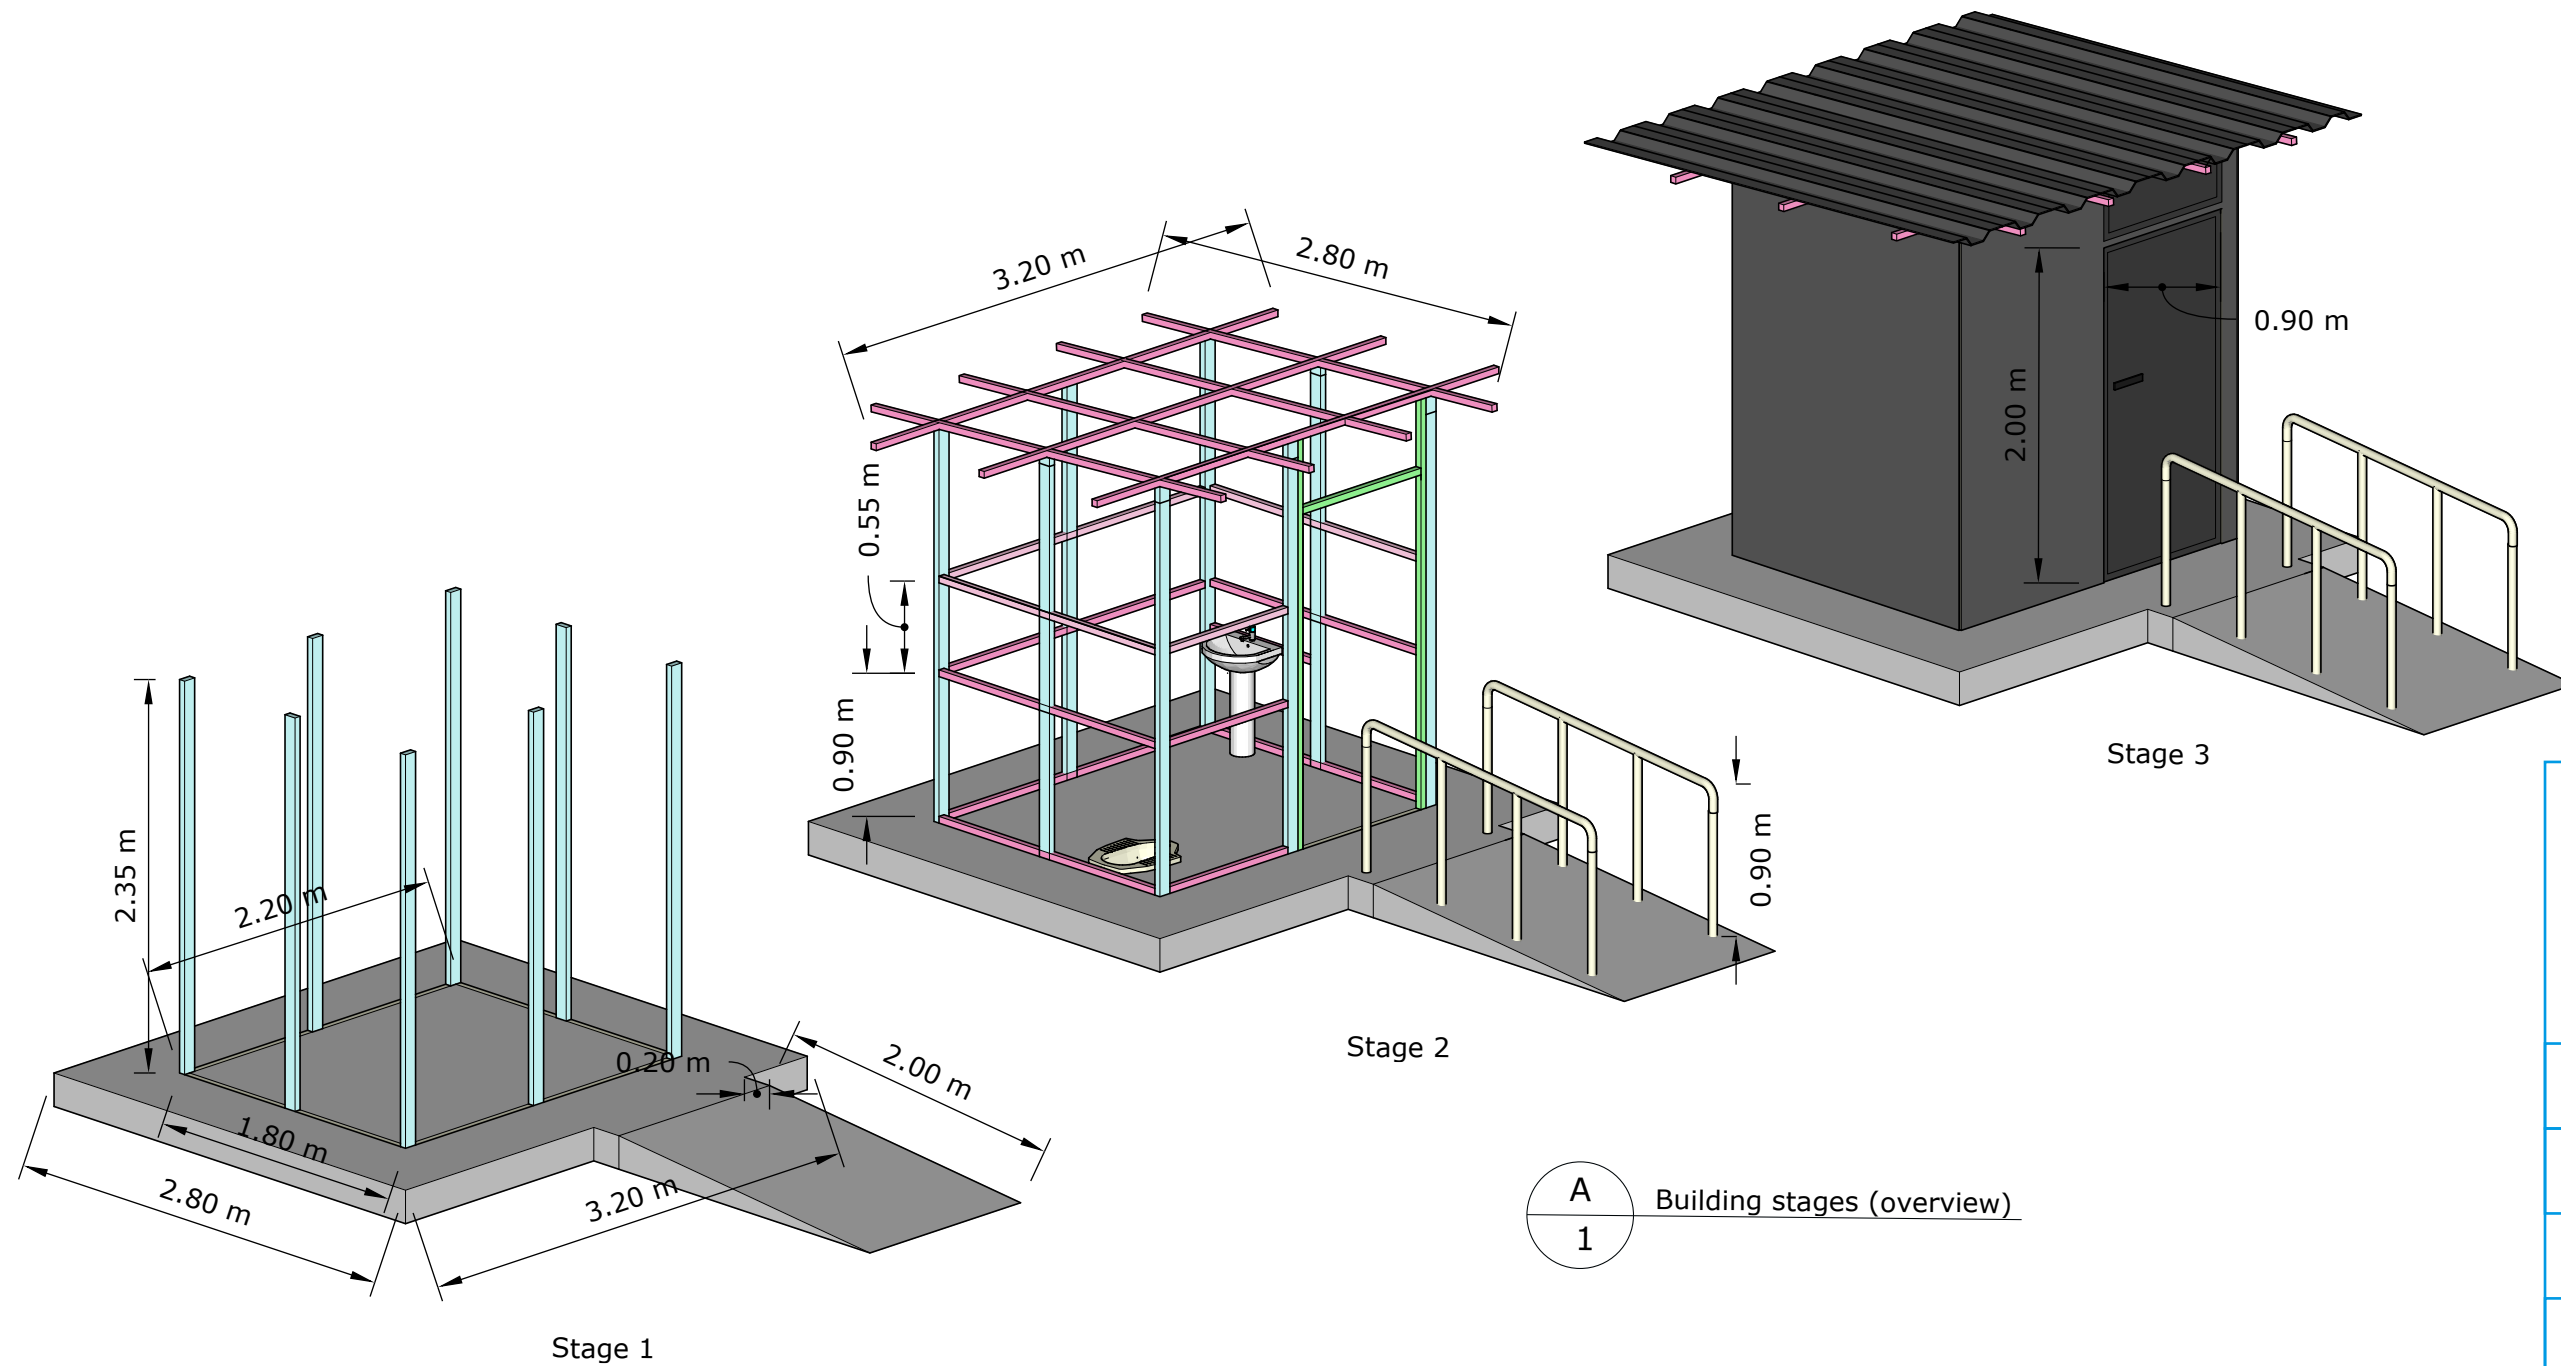 2.35 m
2.20 m
1.80 m
2.80 m
0.20 m
2.00 m
3.20 m
Stage 1
3.20 m
2.80 m
0.55 m
0.90 m
0.90 m
Stage 2
2.00 m
0.90 m
Stage 3
A
1
Building stages (overview)